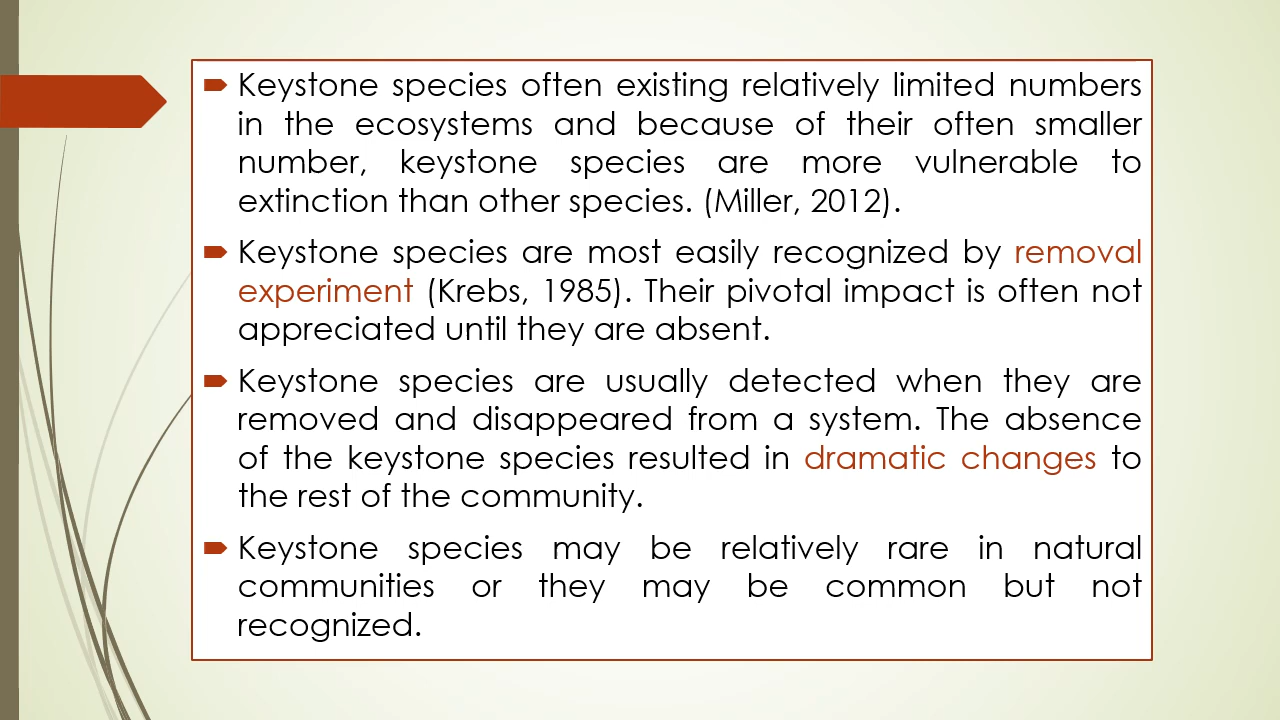 Keystone species often existing relatively limited numbers
in the ecosystems and because of their often smaller
number, keystone species are more vulnerable to
extinction than other species. (Miller, 2012).
Keystone species are most easily recognized by removal
experiment (Krebs, 1985). Their pivotal impact is often not
appreciated until they are absent.
Keystone species are usually detected when they are
removed and disappeared from a system. The absence
of the keystone species resulted in dramatic changes to
the rest of the community.
Keystone species may be relatively rare in natural
communities or they may be common but not
recognized.